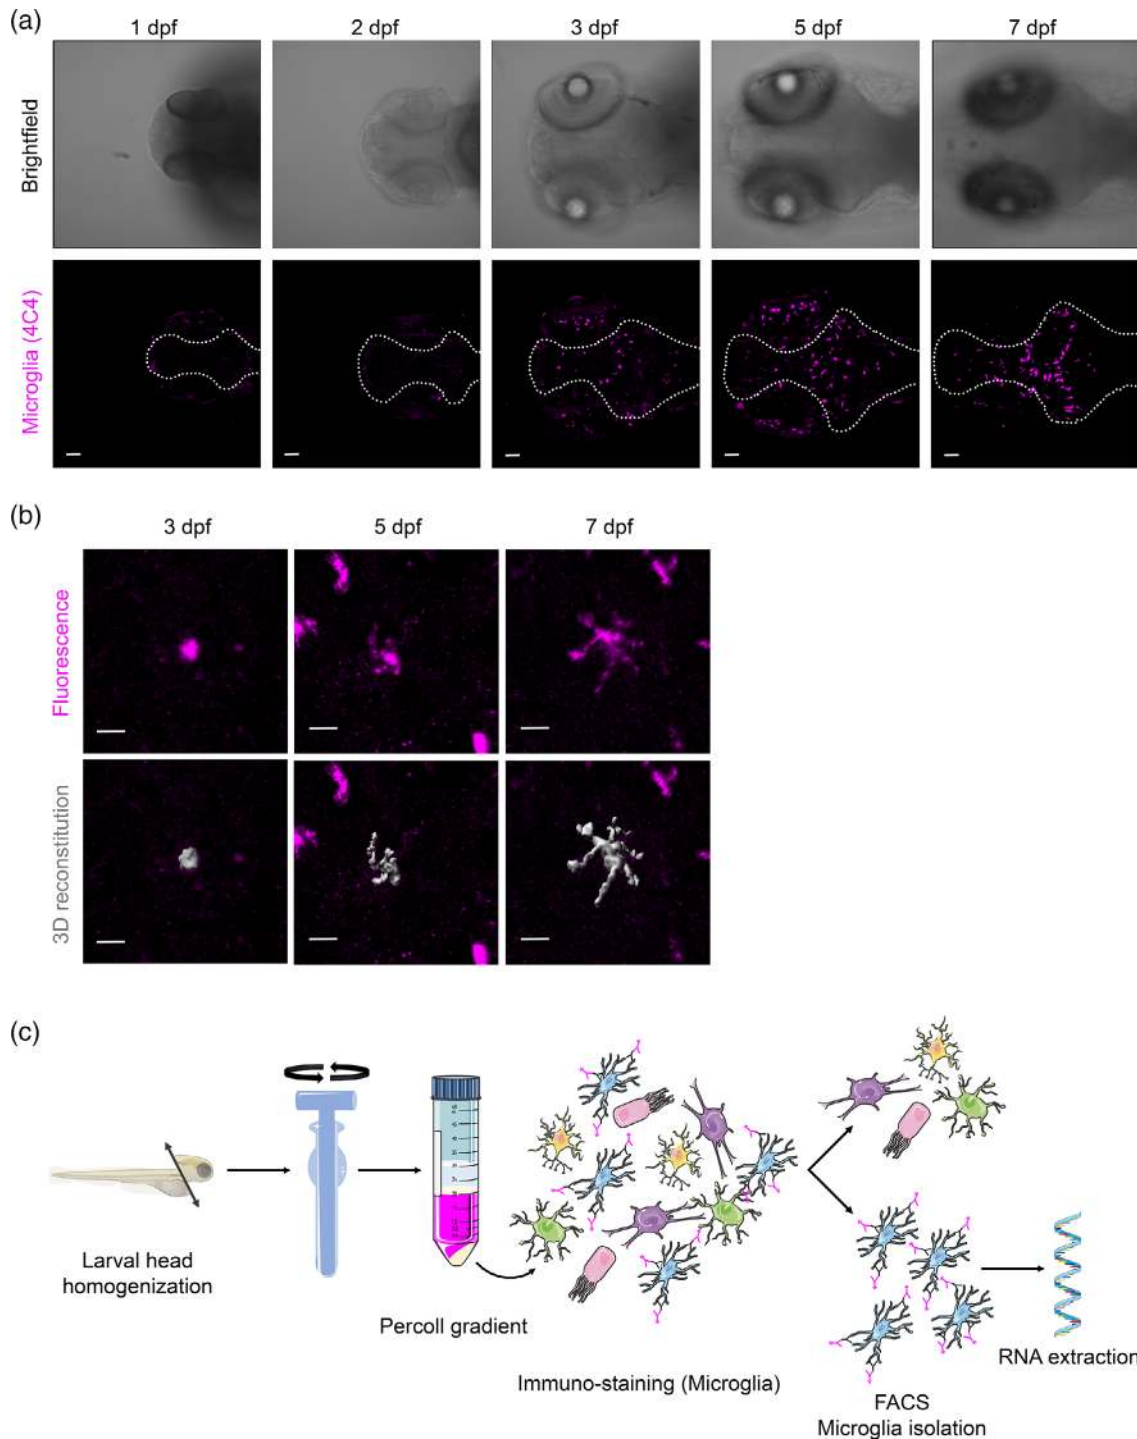 (a)
1 dpf
2 dpf
3 dpf
5 dpf
7 dpf
Brightfield
Microglia (4C4)
(b)
3 dpf
5 dpf
7 dpf
Fluorescence
3D reconstitution
(c)
Larval head
homogenization
Percoll gradient
Immuno-staining (Microglia)
FACS
Microglia isolation
RNA extraction